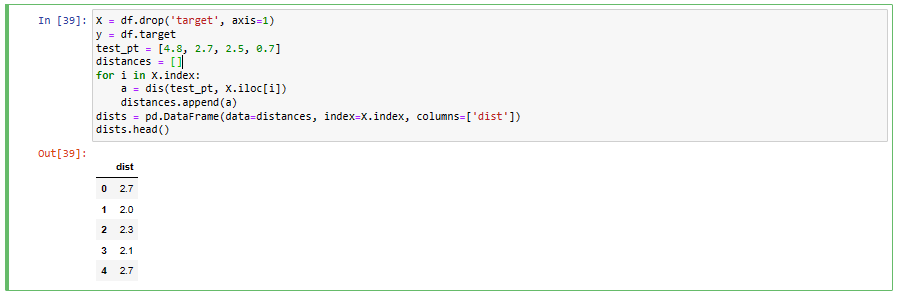 In [39]: X = df.drop('target', axis=1)
y = df.target
test_pt = [4.8, 2.7, 2.5, 0.7]
distances = []
for i in X.index:
    a = dis(test_pt, X.iloc[i])
    distances.append(a)
dists = pd.DataFrame(data=distances, index=X.index, columns=['dist'])
dists.head()
Out[39]:
dist
0 2.7
1 2.0
2 2.3
3 2.1
4 2.7